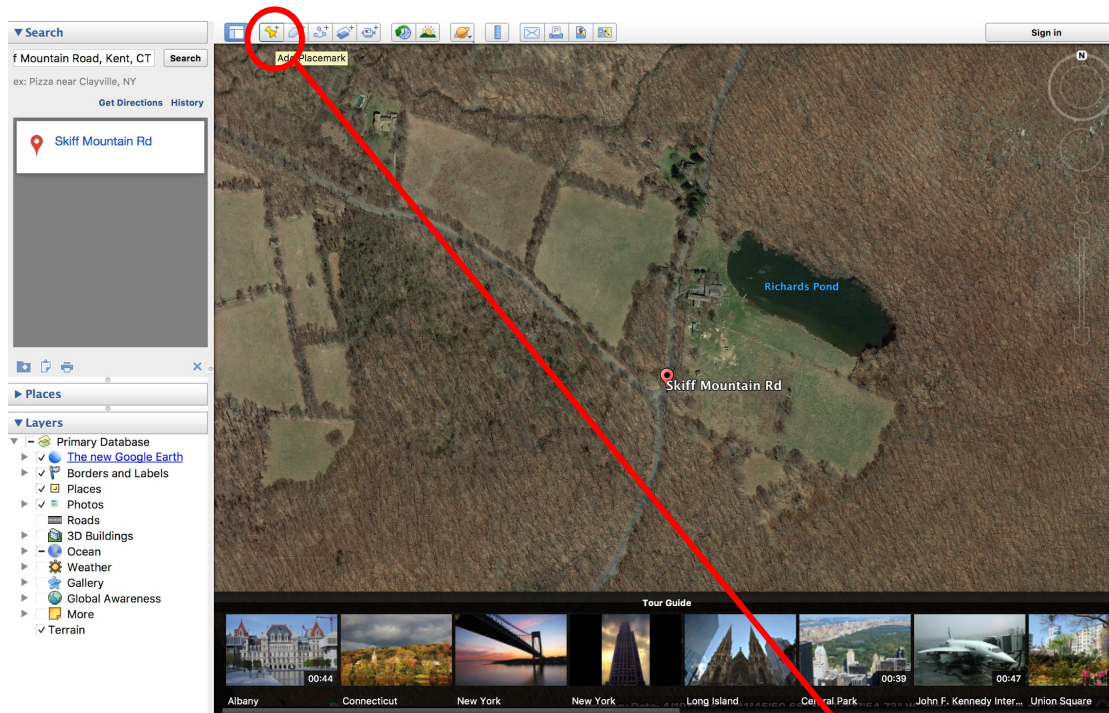 ▼ Search
Sign in
f Mountain Road, Kent, CT
Search
Add Placemark
N
ex: Pizza near Clayville, NY
Get Directions History
Skiff Mountain Rd
Richards Pond
Skiff Mountain Rd
▶ Places
▼ Layers
Primary Database
The new Google Earth
Borders and Labels
Places
Photos
Roads
3D Buildings
Ocean
Weather
Gallery
Global Awareness
More
Terrain
Tour Guide
00:44
00:39
00:47
Albany
Connecticut
New York
New York
Long Island
Central Park
John F. Kennedy Inter...
Union Square